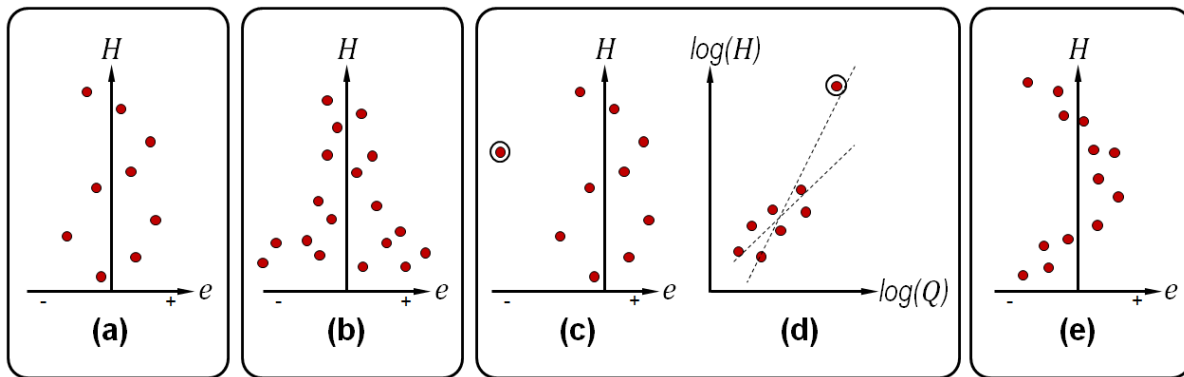 H
- + e
(a)
H
- + e
(b)
H
- + e
(c)
log(H)
log(Q)
(d)
H
- + e
(e)